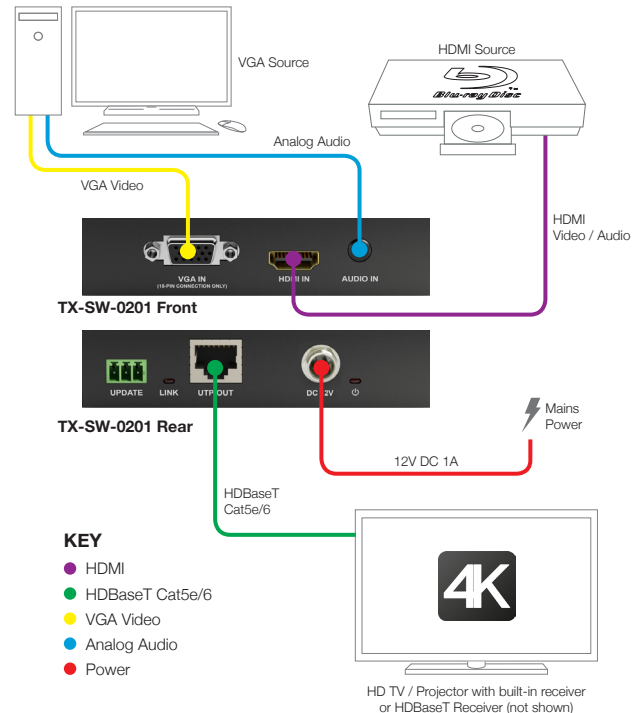 VGA Source
HDMI Source
Blu-ray Disc
™
Analog Audio
VGA Video
HDMI
Video / Audio
VGA IN
(15-PIN CONNECTION ONLY)
HDMI IN
AUDIO IN
TX-SW-0201 Front
UPDATE
LINK
UTP OUT
DC 12V
TX-SW-0201 Rear
Mains
Power
12V DC 1A
HDBaseT
Cat5e/6
KEY
HDMI
HDBaseT Cat5e/6
VGA Video
Analog Audio
Power
4K
HD TV / Projector with built-in receiver
or HDBaseT Receiver (not shown)